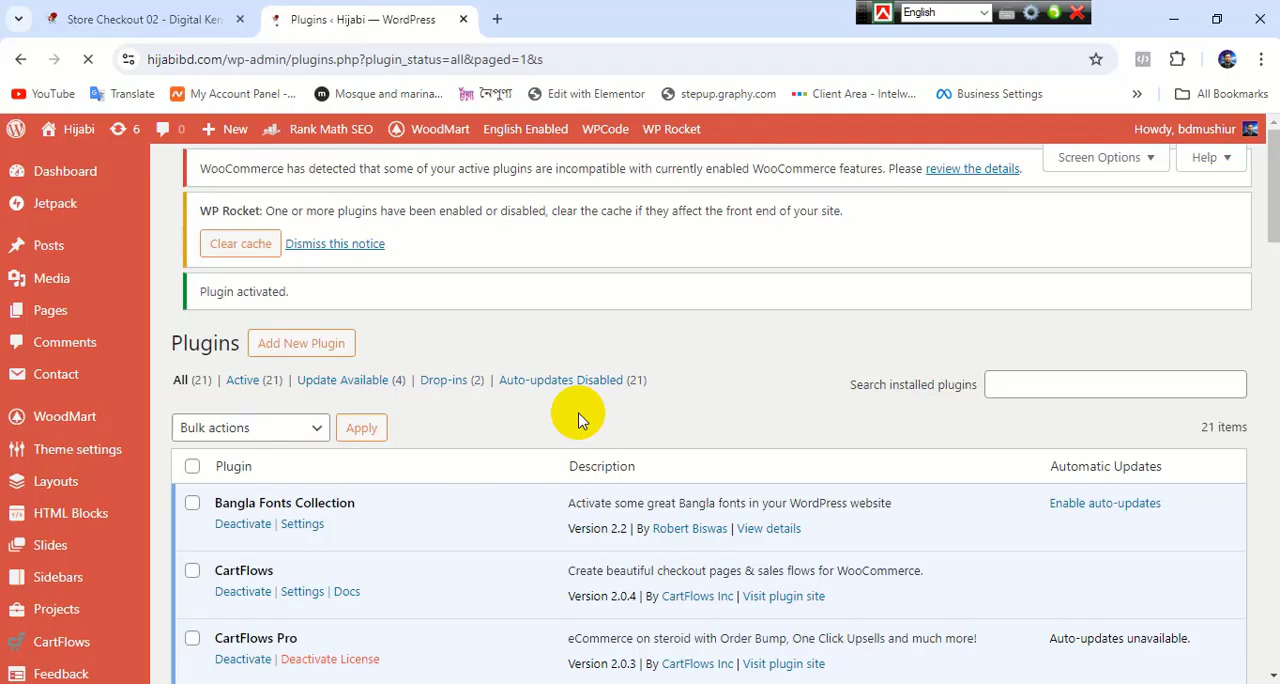 Store Checkout 02 - Digital Ken
Plugins ‹ Hijabi — WordPress
English
hijabibd.com/wp-admin/plugins.php?plugin_status=all&paged=1&s
YouTube
Translate
My Account Panel -...
Mosque and marina...
নৈপুণ্য
Edit with Elementor
stepup.graphy.com
Client Area - Intelw...
Business Settings
»
All Bookmarks
Hijabi
6
0
New
Rank Math SEO
WoodMart
English Enabled
WPCode
WP Rocket
Howdy, bdmushiur
Dashboard
Jetpack
Posts
Media
Pages
Comments
Contact
WoodMart
Theme settings
Layouts
HTML Blocks
Slides
Sidebars
Projects
CartFlows
Feedback
Screen Options
Help
WooCommerce has detected that some of your active plugins are incompatible with currently enabled WooCommerce features. Please review the details.
WP Rocket: One or more plugins have been enabled or disabled, clear the cache if they affect the front end of your site.
Clear cache
Dismiss this notice
Plugin activated.
Plugins
Add New Plugin
All (21) | Active (21) | Update Available (4) | Drop-ins (2) | Auto-updates Disabled (21)
Search installed plugins
Bulk actions
Apply
21 items
Plugin
Description
Automatic Updates
Bangla Fonts Collection
Activate some great Bangla fonts in your WordPress website
Enable auto-updates
Deactivate | Settings
Version 2.2 | By Robert Biswas | View details
CartFlows
Create beautiful checkout pages & sales flows for WooCommerce.
Deactivate | Settings | Docs
Version 2.0.4 | By CartFlows Inc | Visit plugin site
CartFlows Pro
eCommerce on steroid with Order Bump, One Click Upsells and much more!
Auto-updates unavailable.
Deactivate | Deactivate License
Version 2.0.3 | By CartFlows Inc | Visit plugin site